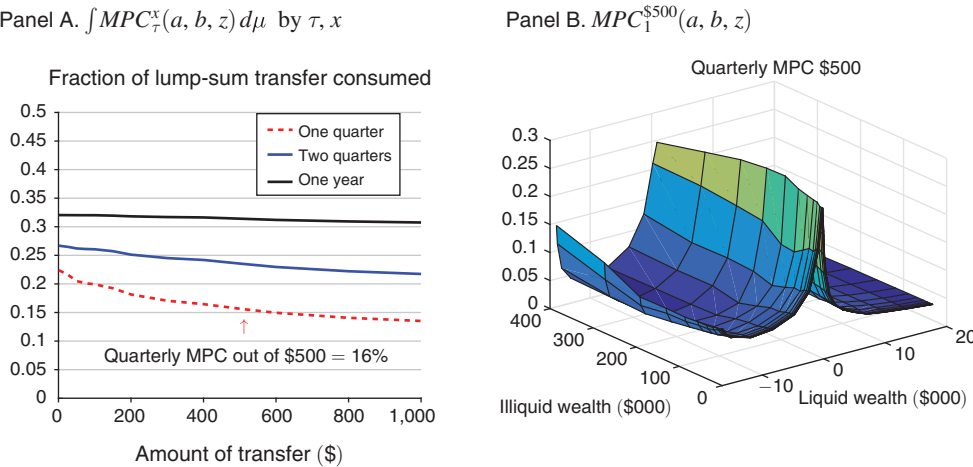 Panel A. ∫MPC^x_τ(a, b, z) dμ by τ, x
Fraction of lump-sum transfer consumed
0.5
0.45
0.4
0.35
0.3
0.25
0.2
0.15
0.1
0.05
0
One quarter
Two quarters
One year
↑
Quarterly MPC out of $500 = 16%
0 200 400 600 800 1,000
Amount of transfer ($)
Panel B. MPC^$500_1(a, b, z)
Quarterly MPC $500
0.3
0.25
0.2
0.15
0.1
0.05
0
400
300
200
100
0
−10
0
10
20
Illiquid wealth ($000)
Liquid wealth ($000)